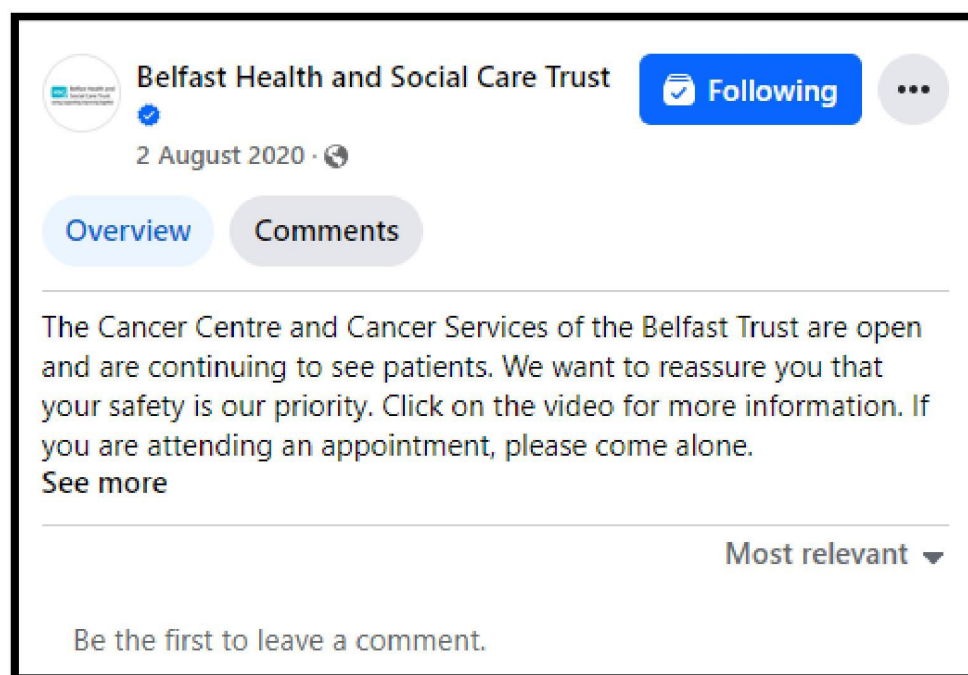 Belfast Health and Social Care Trust
Following
2 August 2020 ·
Overview
Comments
The Cancer Centre and Cancer Services of the Belfast Trust are open
and are continuing to see patients. We want to reassure you that
your safety is our priority. Click on the video for more information. If
you are attending an appointment, please come alone.
See more
Most relevant
Be the first to leave a comment.